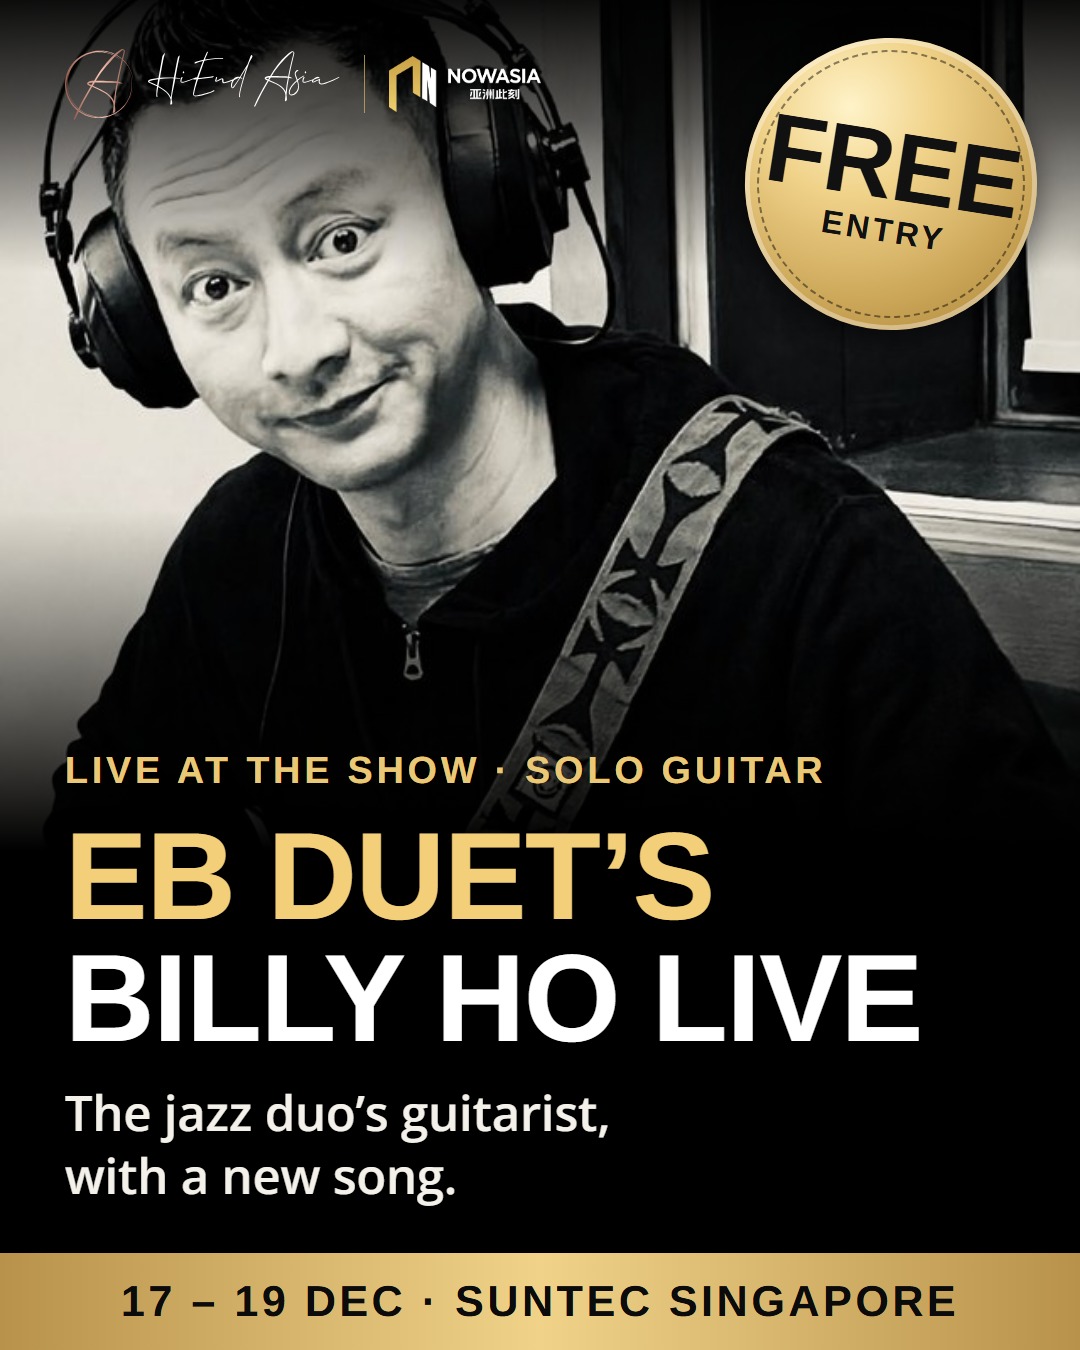 HiEnd Asia
NOWASIA
亚洲此刻
FREE
ENTRY
LIVE AT THE SHOW · SOLO GUITAR
EB DUET’S
BILLY HO LIVE
The jazz duo’s guitarist,
with a new song.
17 – 19 DEC · SUNTEC SINGAPORE